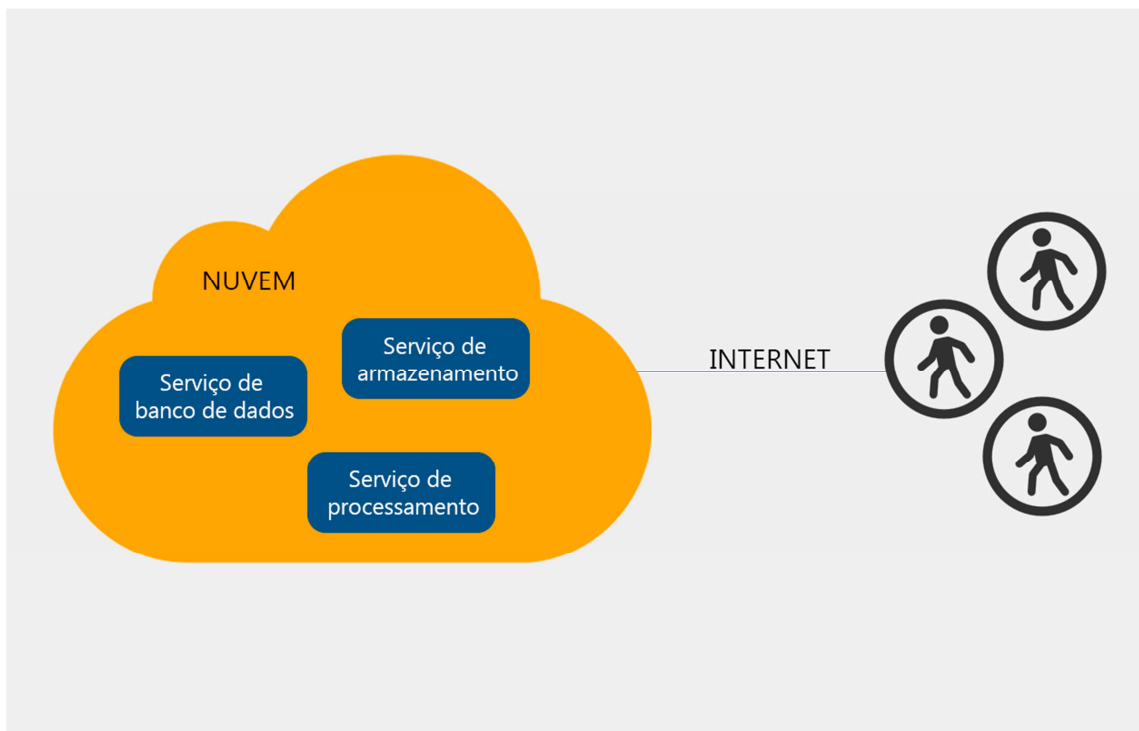 NUVEM
Serviço de
armazenamento
Serviço de
banco de dados
Serviço de
processamento
INTERNET